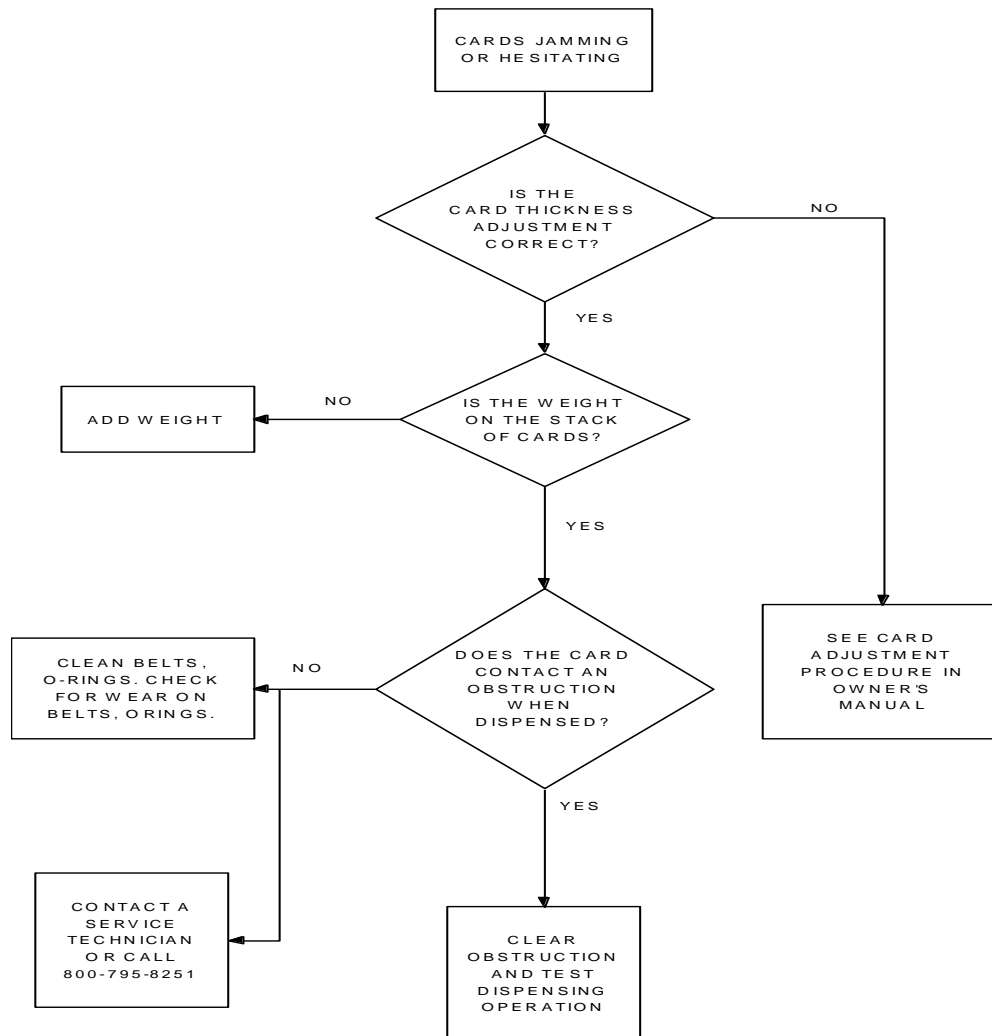 CARDS JAMMING
OR HESITATING
IS THE
CARD THICKNESS
ADJUSTMENT
CORRECT?
NO
YES
IS THE WEIGHT
ON THE STACK
OF CARDS?
NO
ADD WEIGHT
YES
DOES THE CARD
CONTACT AN
OBSTRUCTION
WHEN
DISPENSED?
NO
CLEAN BELTS,
O-RINGS. CHECK
FOR WEAR ON
BELTS, ORINGS.
SEE CARD
ADJUSTMENT
PROCEDURE IN
OWNER'S
MANUAL
YES
CONTACT A
SERVICE
TECHNICIAN
OR CALL
800-795-8251
CLEAR
OBSTRUCTION
AND TEST
DISPENSING
OPERATION